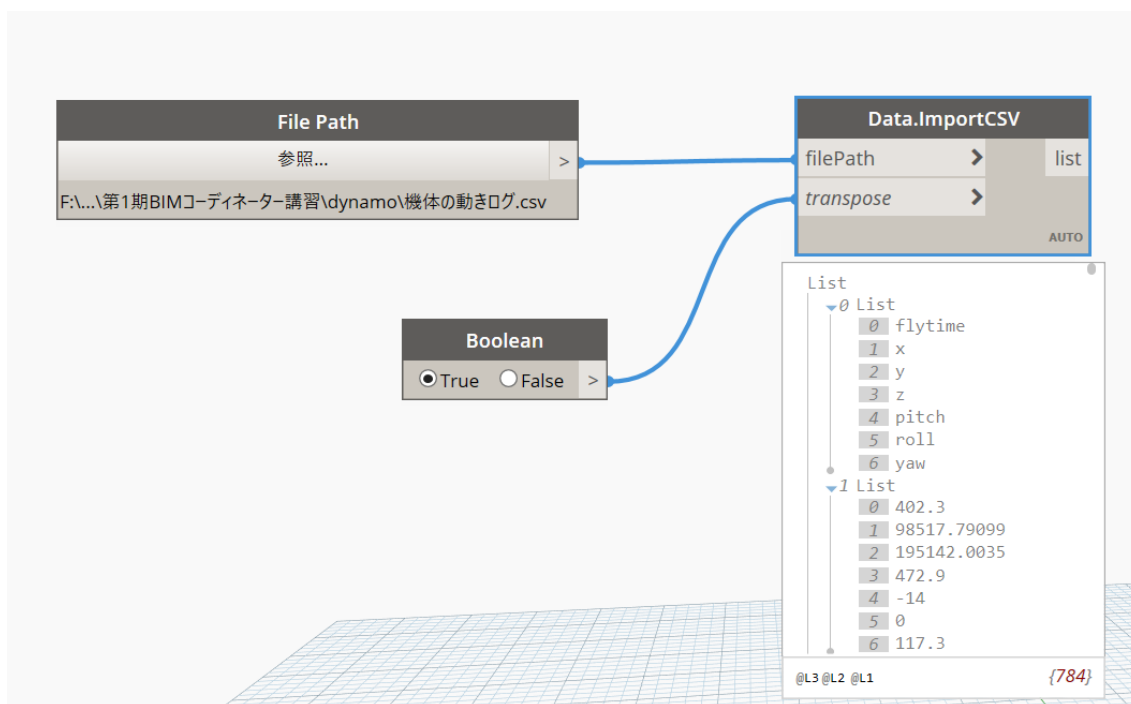 File Path
参照...
>
F:\...\第1期BIMコーディネーター講習\dynamo\機体の動きログ.csv
Boolean
True False >
Data.ImportCSV
filePath > list
transpose >
AUTO
List
0 List
0 flytime
1 x
2 y
3 z
4 pitch
5 roll
6 yaw
1 List
0 402.3
1 98517.79099
2 195142.0035
3 472.9
4 -14
5 0
6 117.3
@L3 @L2 @L1 {784}